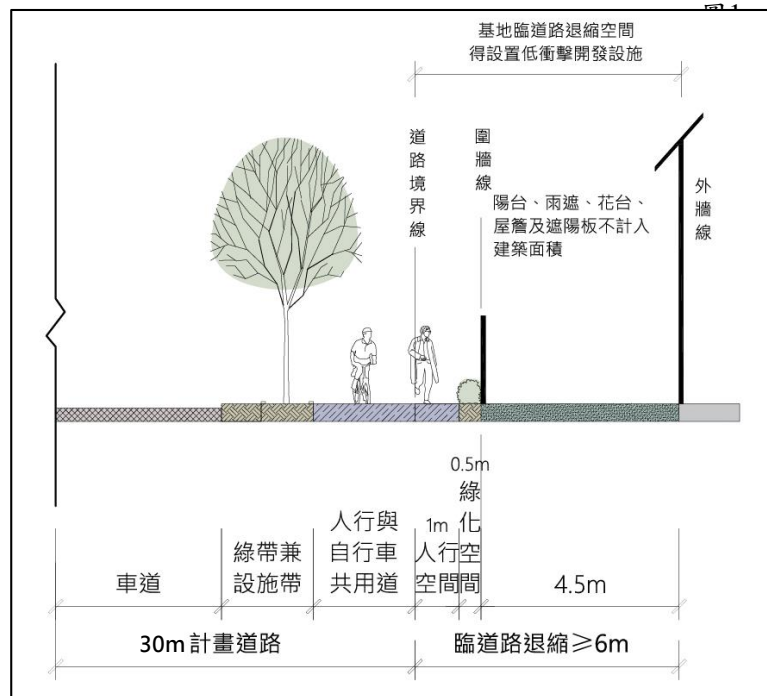 圖1
基地臨道路退縮空間
得設置低衝擊開發設施
道路境界線
圍牆線
陽台、雨遮、花台、
屋簷及遮陽板不計入
建築面積
外牆線
車道
綠帶兼
設施帶
人行與
自行車
共用道
1m
人行
空間
0.5m
綠化空間
4.5m
30m計畫道路
臨道路退縮≥6m